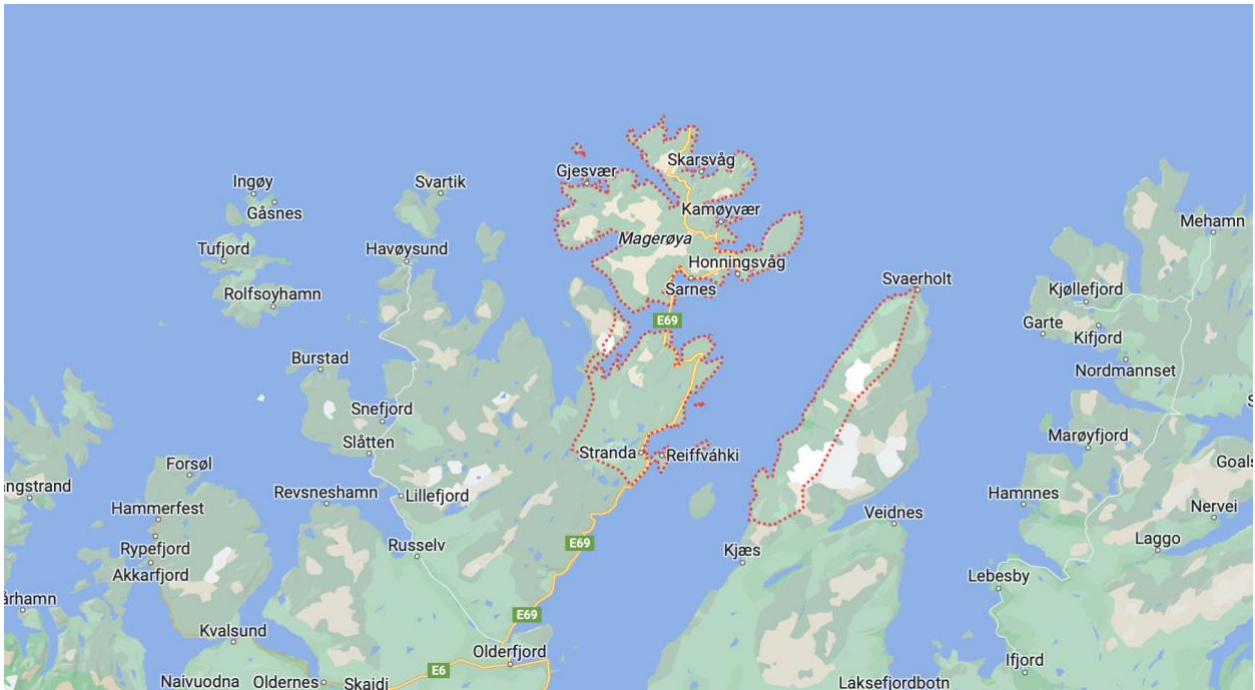 Skarsvåg
Gjesvær
Ingøy
Svartik
Gåsnes
Kamøyvær
Mehamn
Magerøya
Tufjord
Havøysund
Honningsvåg
Sarnes
Svaerholt
Rolfsoyhamn
Kjøllefjord
E69
Garte
Kifjord
Burstad
Nordmannset
Snefjord
Slåtten
Marøyfjord
Stranda
Reiffváhki
Forsøl
Goals
angstrand
Revsneshamn
Lillefjord
Hamnnes
Hammerfest
Nervei
Veidnes
Rypefjord
E69
Laggo
Russelv
Kjæs
Akkarfjord
Lebesby
århamn
E69
Kvalsund
Olderfjord
Ifjord
E6
Naivuodna
Oldernes
Skaidi
Laksefjordbotn